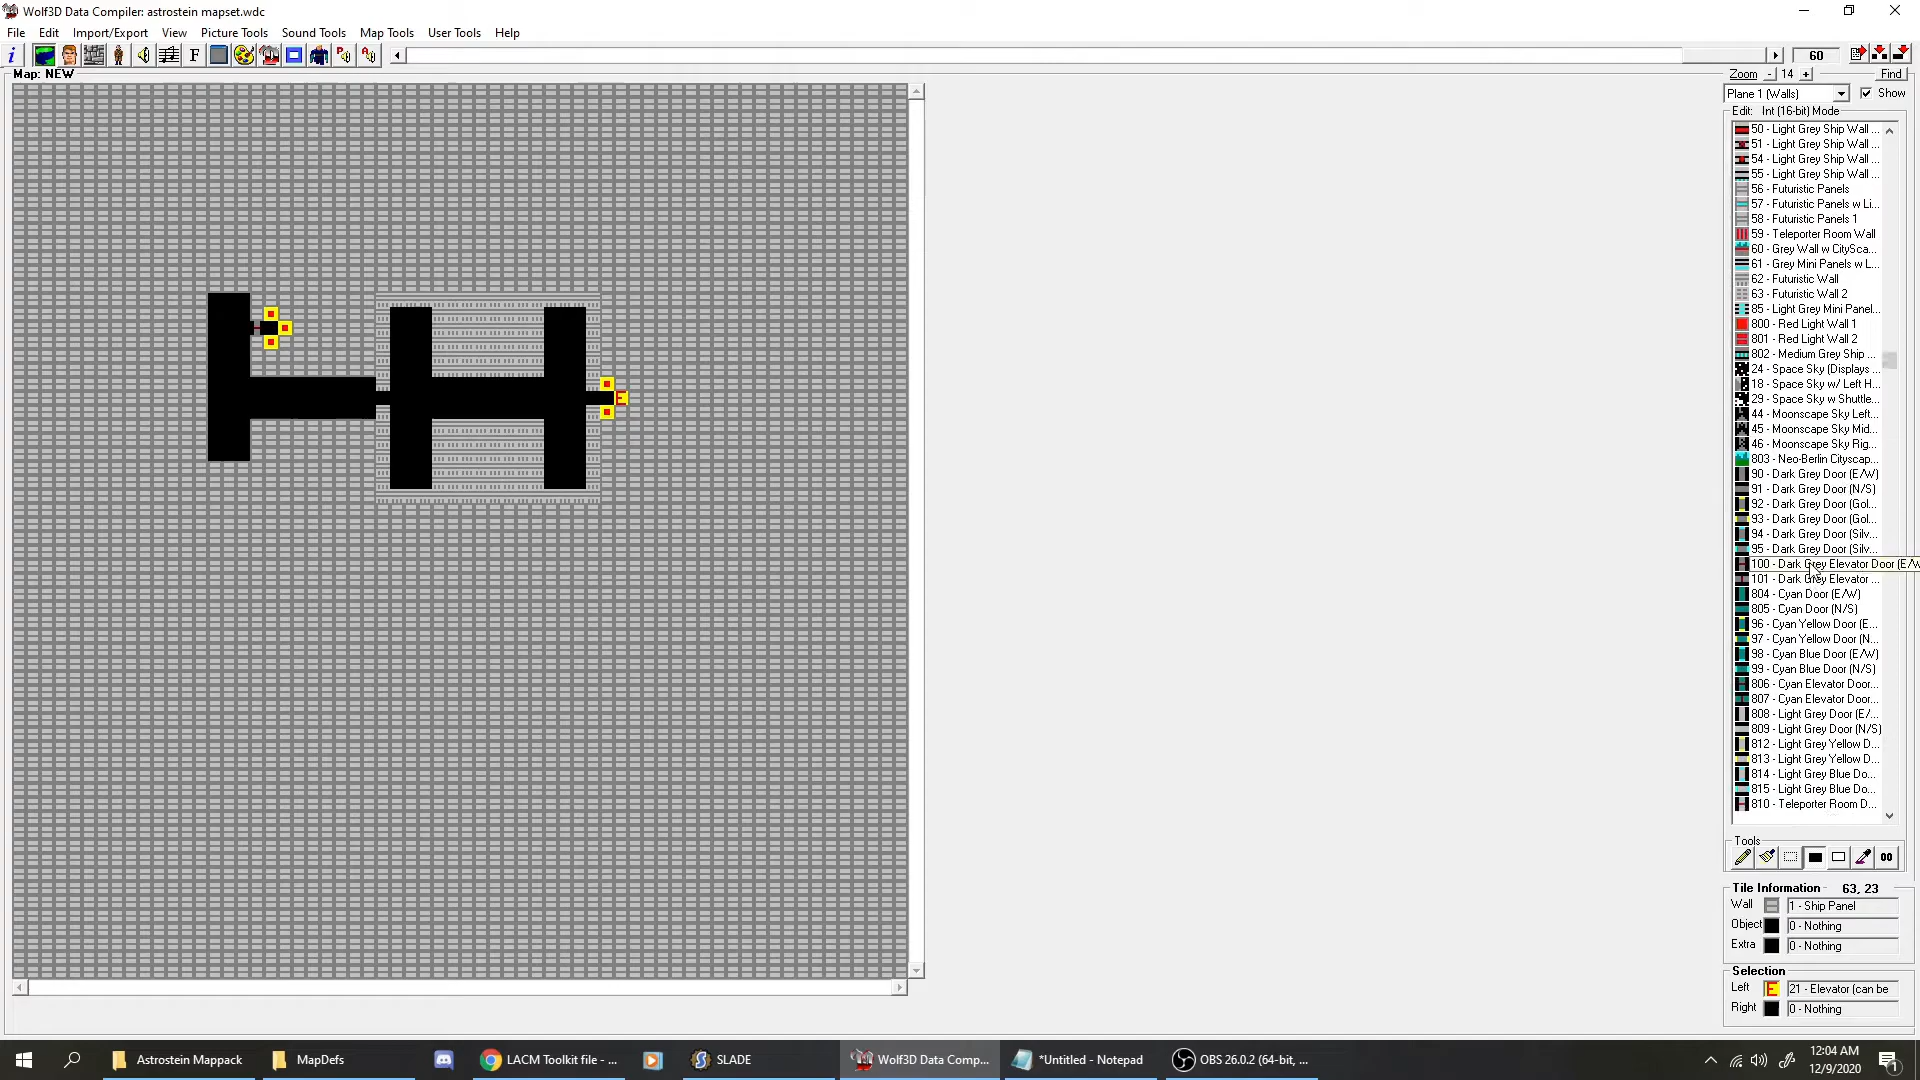 Wolf3D Data Compiler: astrostein mapset.wdc
File Edit Import/Export View Picture Tools Sound Tools Map Tools User Tools Help
60
Map: NEW
Zoom - 14 + Find
Plane 1 (Walls) Show
Edit: Int (16-bit) Mode
50 - Light Grey Ship Wall ...
51 - Light Grey Ship Wall ...
54 - Light Grey Ship Wall ...
55 - Light Grey Ship Wall ...
56 - Futuristic Panels
57 - Futuristic Panels w Li...
58 - Futuristic Panels 1
59 - Teleporter Room Wall
60 - Grey Wall w CitySca...
61 - Grey Mini Panels w L...
62 - Futuristic Wall
63 - Futuristic Wall 2
85 - Light Grey Mini Panel...
800 - Red Light Wall 1
801 - Red Light Wall 2
802 - Medium Grey Ship ...
24 - Space Sky (Displays ...
18 - Space Sky w/ Left H...
29 - Space Sky w Shuttle...
44 - Moonscape Sky Left...
45 - Moonscape Sky Mid...
46 - Moonscape Sky Rig...
803 - Neo-Berlin Cityscap...
90 - Dark Grey Door (E/W)
91 - Dark Grey Door (N/S)
92 - Dark Grey Door (Gol...
93 - Dark Grey Door (Gol...
94 - Dark Grey Door (Silv...
95 - Dark Grey Door (Silv...
100 - Dark Grey Elevator Door (E/W
101 - Dark Grey Elevator ...
804 - Cyan Door (E/W)
805 - Cyan Door (N/S)
96 - Cyan Yellow Door (E...
97 - Cyan Yellow Door (N...
98 - Cyan Blue Door (E/W)
99 - Cyan Blue Door (N/S)
806 - Cyan Elevator Door...
807 - Cyan Elevator Door...
808 - Light Grey Door (E/...
809 - Light Grey Door (N/S)
812 - Light Grey Yellow D...
813 - Light Grey Yellow D...
814 - Light Grey Blue Do...
815 - Light Grey Blue Do...
810 - Teleporter Room D...
E
Tools
Tile Information 63, 23
Wall 1 - Ship Panel
Object 0 - Nothing
Extra 0 - Nothing
Selection
Left E 21 - Elevator (can be
Right 0 - Nothing
Astrostein Mappack MapDefs LACM Toolkit file - ... SLADE Wolf3D Data Comp... *Untitled - Notepad OBS 26.0.2 (64-bit, ...
12:04 AM
12/9/2020
1